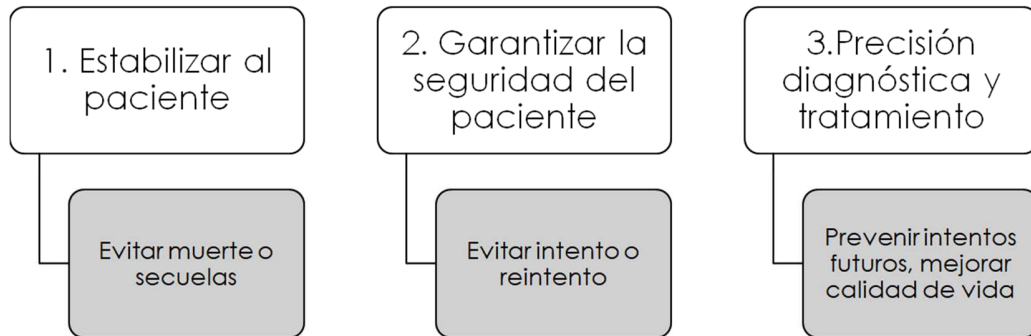 1. Estabilizar al
paciente
Evitar muerte o
secuelas
2. Garantizar la
seguridad del
paciente
Evitar intento o
reintento
3.Precisión
diagnóstica y
tratamiento
Prevenir intentos
futuros, mejorar
calidad de vida